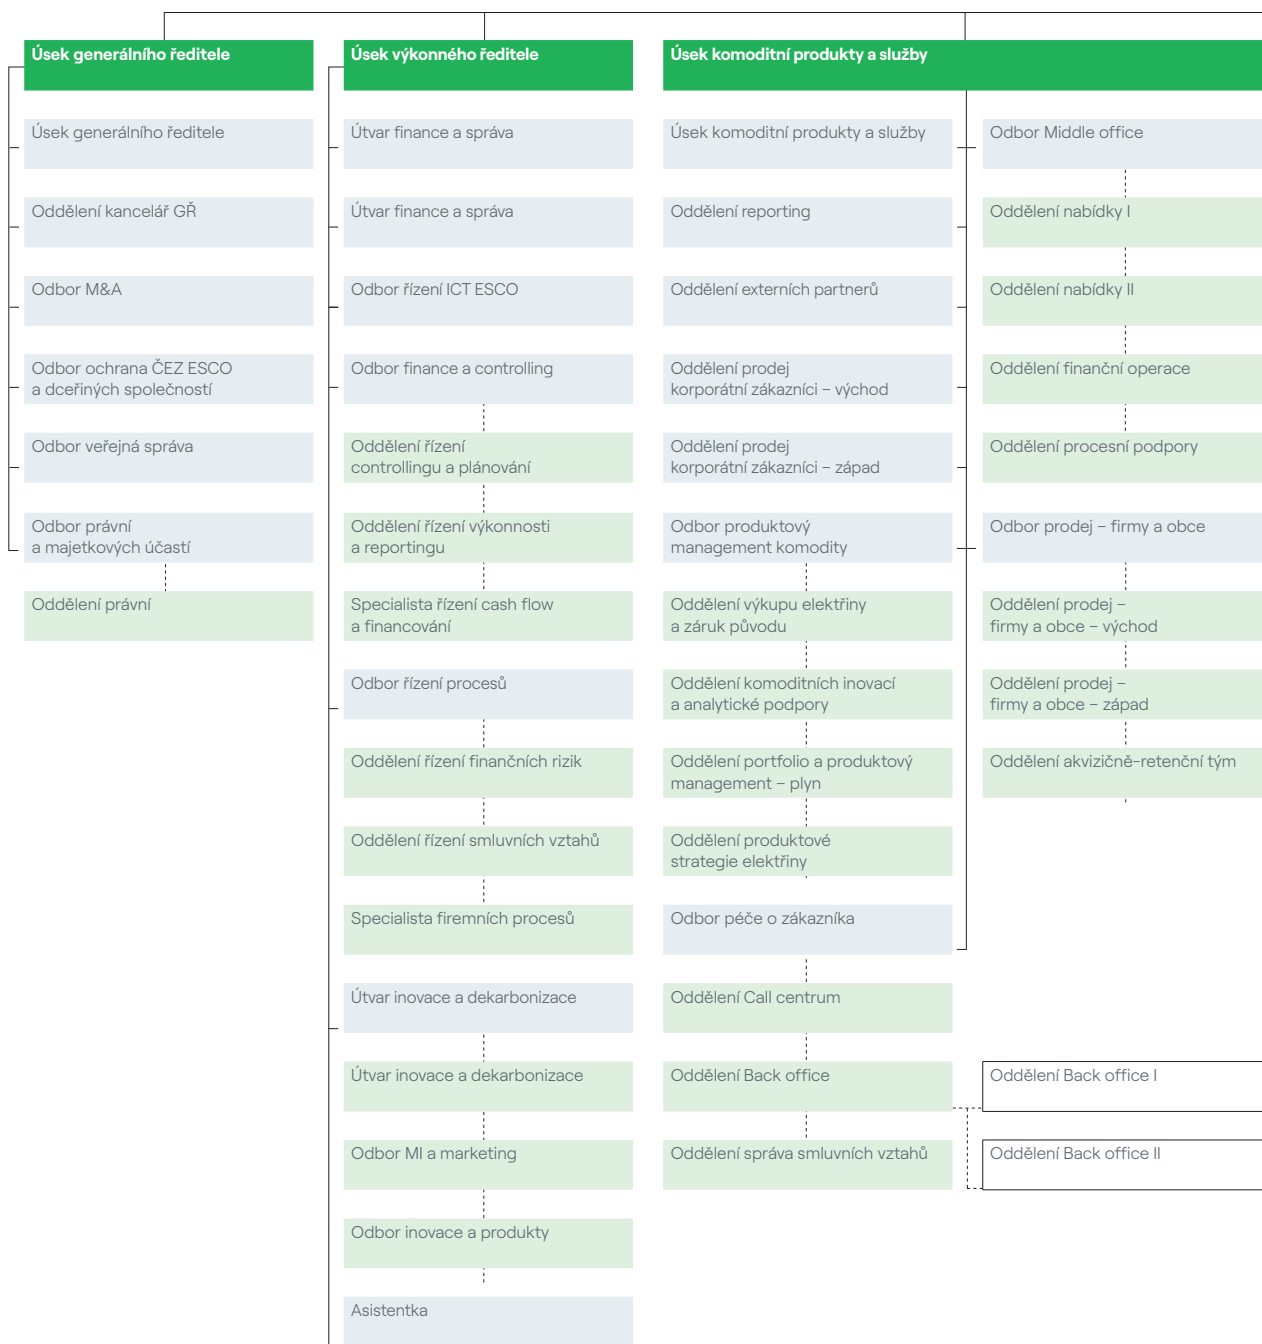 Úsek generálního ředitele
Úsek generálního ředitele
Oddělení kancelář GŘ
Odbor M&A
Odbor ochrana ČEZ ESCO
a dceřiných společností
Odbor veřejná správa
Odbor právní
a majetkových účastí
Oddělení právní
Úsek výkonného ředitele
Útvar finance a správa
Útvar finance a správa
Odbor řízení ICT ESCO
Odbor finance a controlling
Oddělení řízení
controllingu a plánování
Oddělení řízení výkonnosti
a reportingu
Specialista řízení cash flow
a financování
Odbor řízení procesů
Oddělení řízení finančních rizik
Oddělení řízení smluvních vztahů
Specialista firemních procesů
Útvar inovace a dekarbonizace
Útvar inovace a dekarbonizace
Odbor MI a marketing
Odbor inovace a produkty
Asistentka
Úsek komoditní produkty a služby
Úsek komoditní produkty a služby
Oddělení reporting
Oddělení externích partnerů
Oddělení prodej
korporátní zákazníci – východ
Oddělení prodej
korporátní zákazníci – západ
Odbor produktový
management komodity
Oddělení výkupu elektřiny
a záruk původu
Oddělení komoditních inovací
a analytické podpory
Oddělení portfolio a produktový
management – plyn
Oddělení produktové
strategie elektřiny
Odbor péče o zákazníka
Oddělení Call centrum
Oddělení Back office
Oddělení správa smluvních vztahů
Odbor Middle office
Oddělení nabídky I
Oddělení nabídky II
Oddělení finanční operace
Oddělení procesní podpory
Odbor prodej – firmy a obce
Oddělení prodej –
firmy a obce – východ
Oddělení prodej –
firmy a obce – západ
Oddělení akvizičně-retenční tým
Oddělení Back office I
Oddělení Back office II